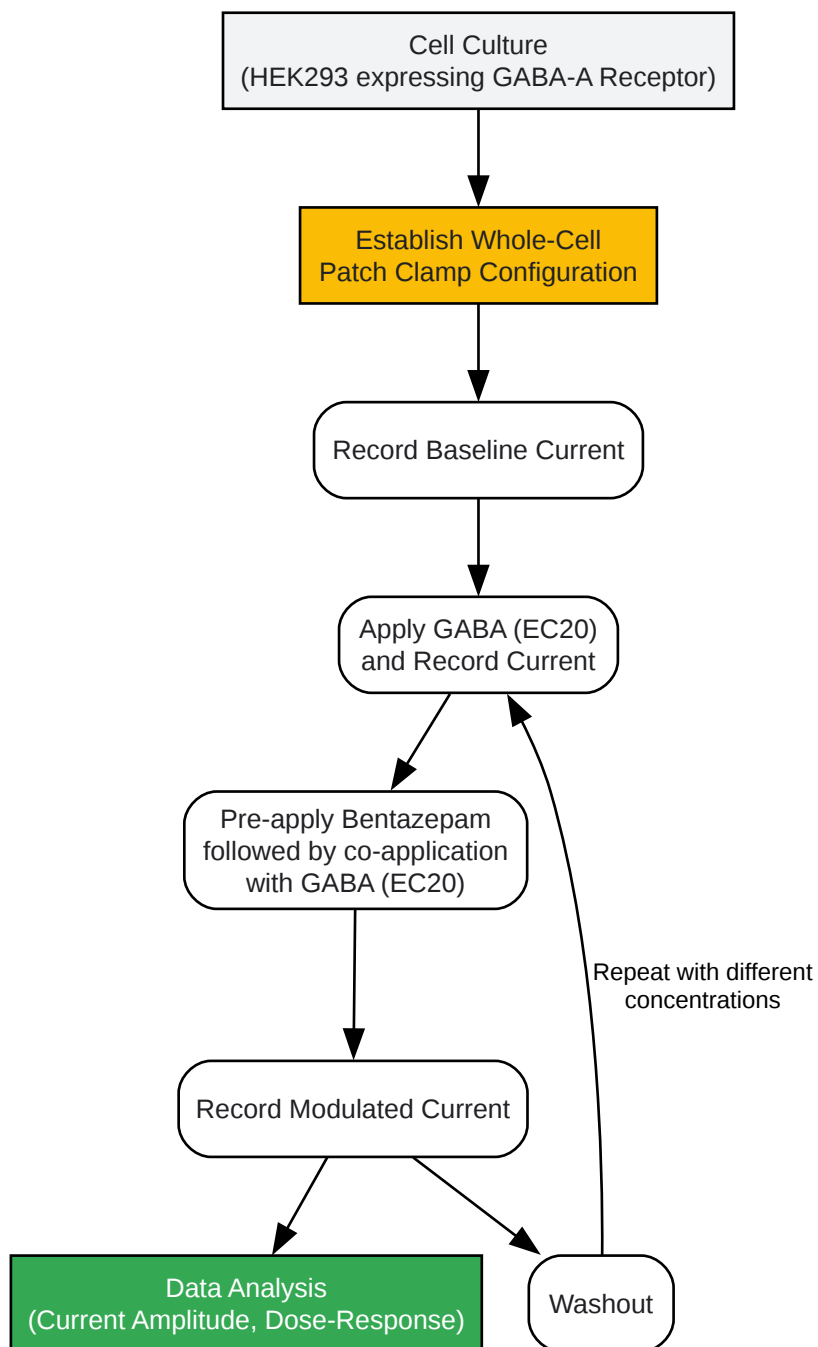 Cell Culture
(HEK293 expressing GABA-A Receptor)
Establish Whole-Cell
Patch Clamp Configuration
Record Baseline Current
Apply GABA (EC20)
and Record Current
Pre-apply Bentazepam
followed by co-application
with GABA (EC20)
Repeat with different
concentrations
Record Modulated Current
Data Analysis
(Current Amplitude, Dose-Response)
Washout